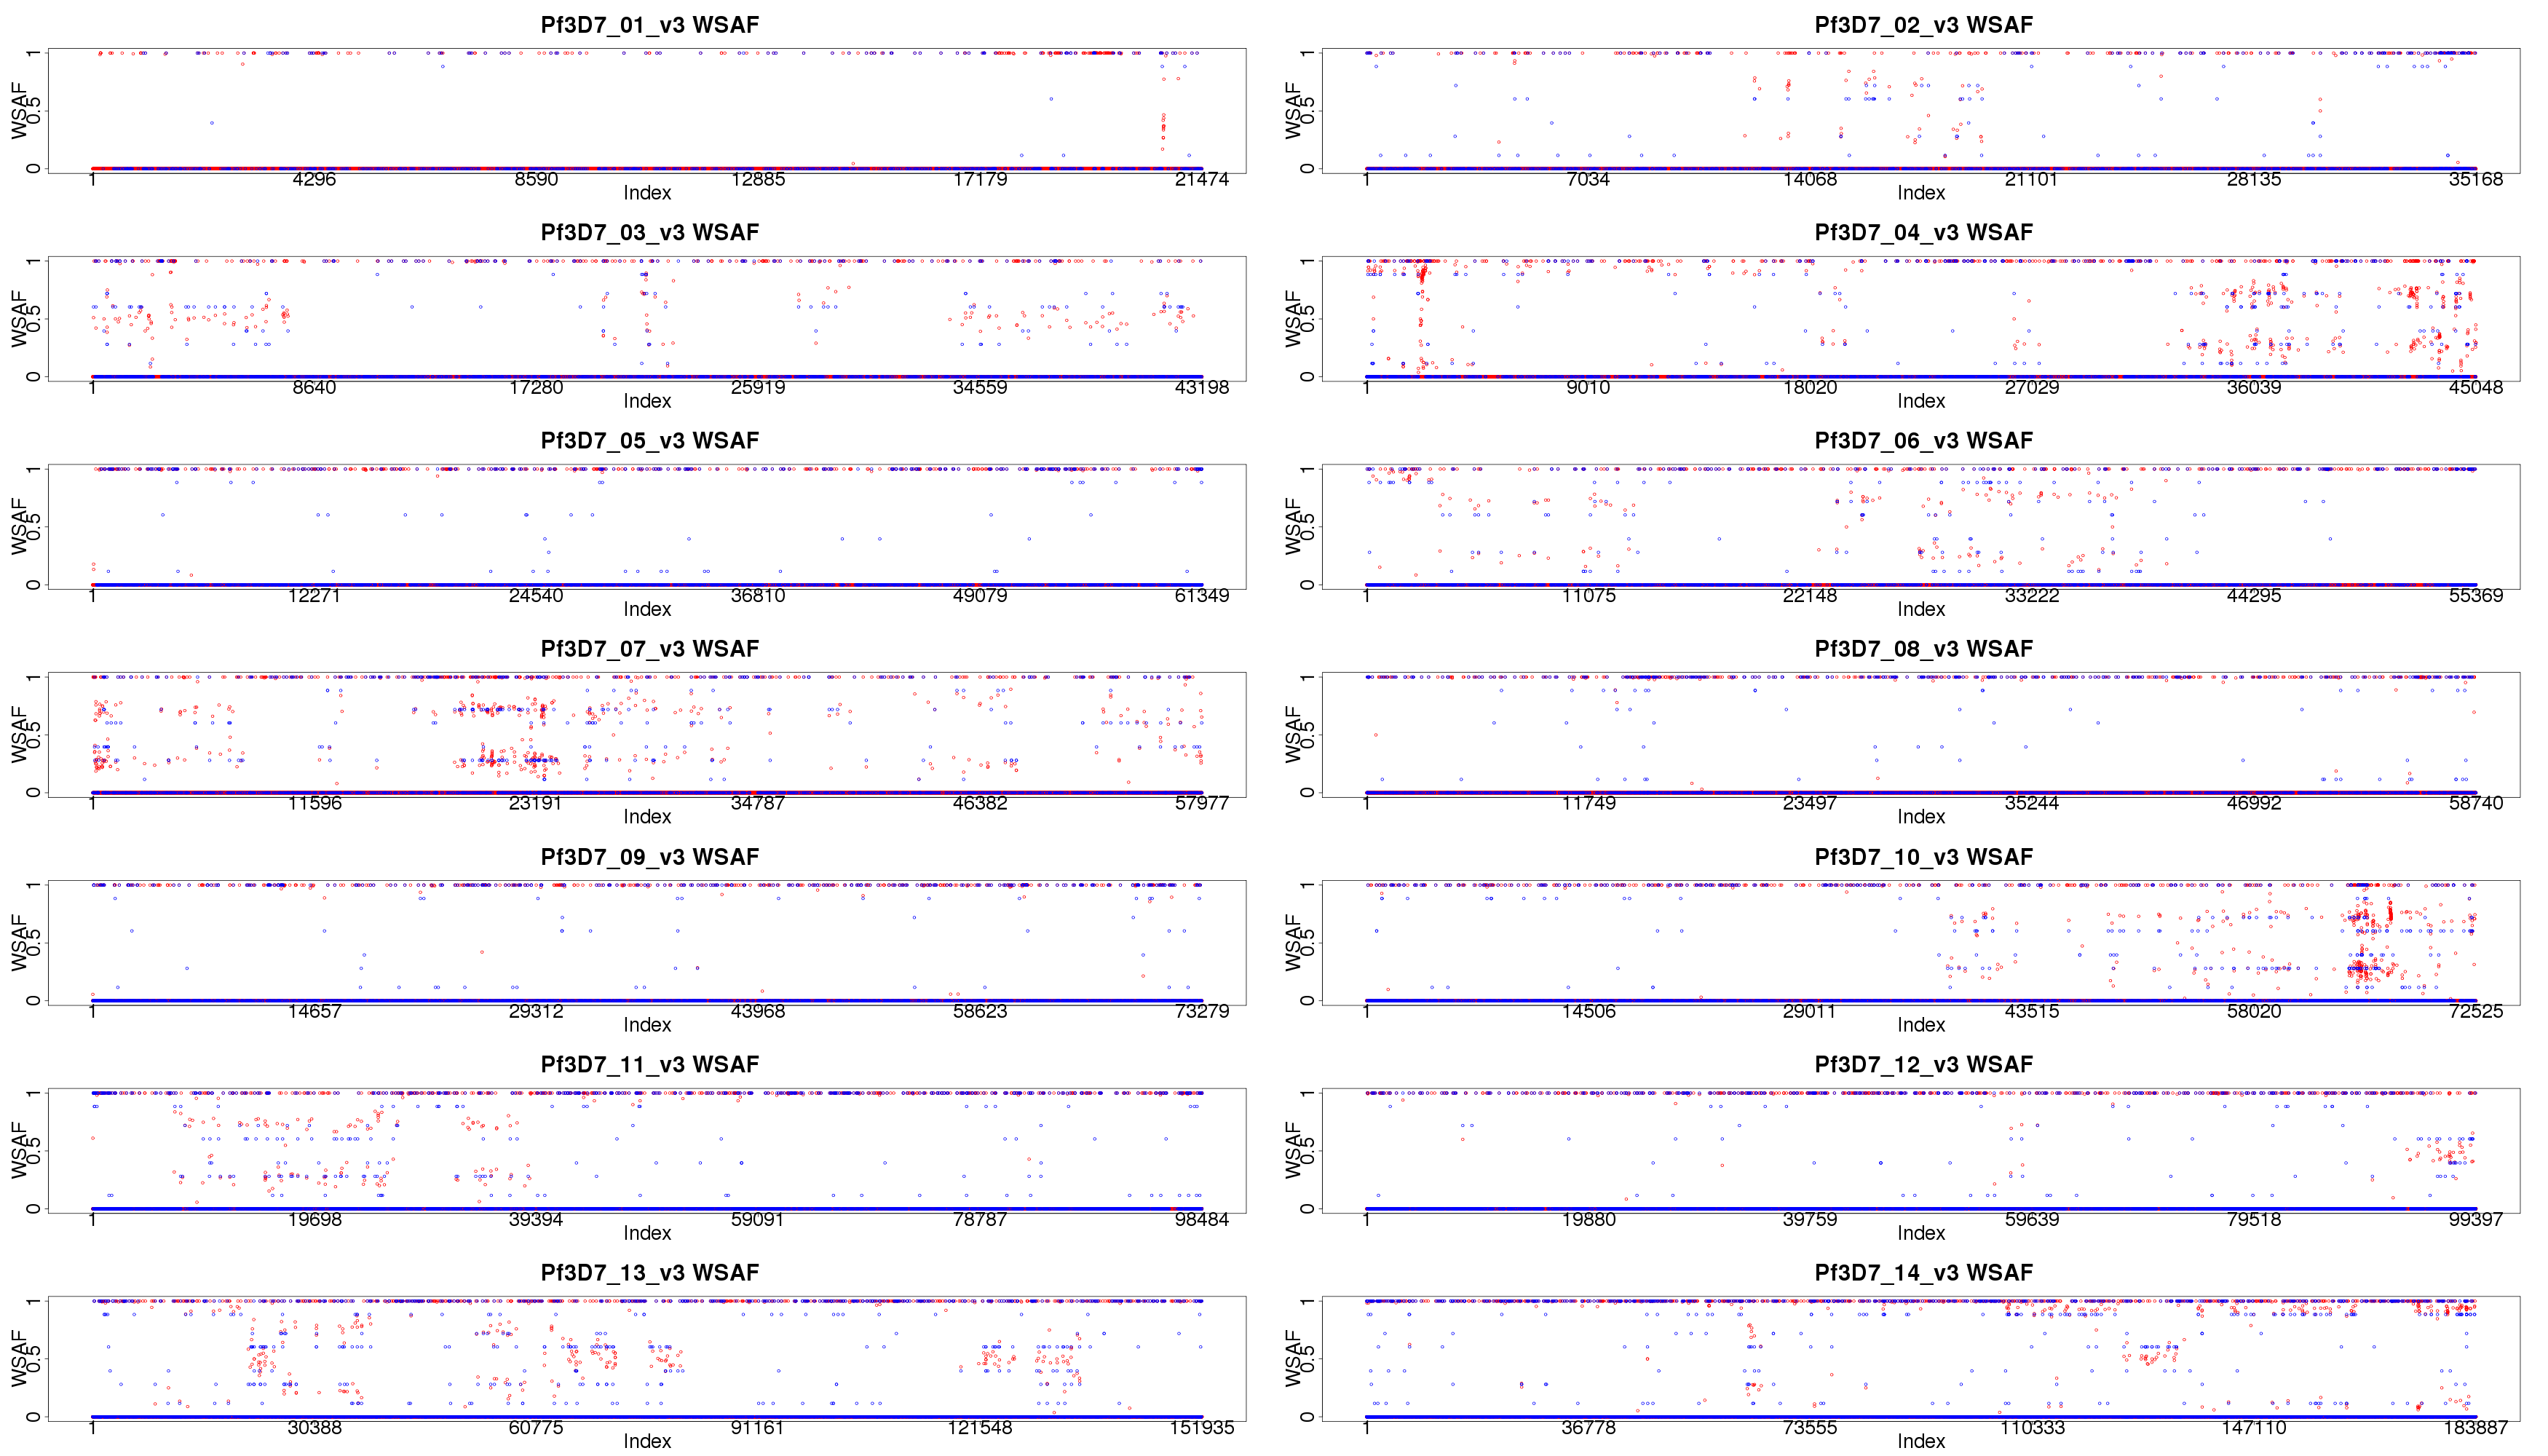 Pf3D7_01_v3 WSAF
WSAF
0 0.5 1
1 4296 8590 12885 17179 21474
Index
Pf3D7_02_v3 WSAF
WSAF
0 0.5 1
1 7034 14068 21101 28135 35168
Index
Pf3D7_03_v3 WSAF
WSAF
0 0.5 1
1 8640 17280 25919 34559 43198
Index
Pf3D7_04_v3 WSAF
WSAF
0 0.5 1
1 9010 18020 27029 36039 45048
Index
Pf3D7_05_v3 WSAF
WSAF
0 0.5 1
1 12271 24540 36810 49079 61349
Index
Pf3D7_06_v3 WSAF
WSAF
0 0.5 1
1 11075 22148 33222 44295 55369
Index
Pf3D7_07_v3 WSAF
WSAF
0 0.5 1
1 11596 23191 34787 46382 57977
Index
Pf3D7_08_v3 WSAF
WSAF
0 0.5 1
1 11749 23497 35244 46992 58740
Index
Pf3D7_09_v3 WSAF
WSAF
0 0.5 1
1 14657 29312 43968 58623 73279
Index
Pf3D7_10_v3 WSAF
WSAF
0 0.5 1
1 14506 29011 43515 58020 72525
Index
Pf3D7_11_v3 WSAF
WSAF
0 0.5 1
1 19698 39394 59091 78787 98484
Index
Pf3D7_12_v3 WSAF
WSAF
0 0.5 1
1 19880 39759 59639 79518 99397
Index
Pf3D7_13_v3 WSAF
WSAF
0 0.5 1
1 30388 60775 91161 121548 151935
Index
Pf3D7_14_v3 WSAF
WSAF
0 0.5 1
1 36778 73555 110333 147110 183887
Index